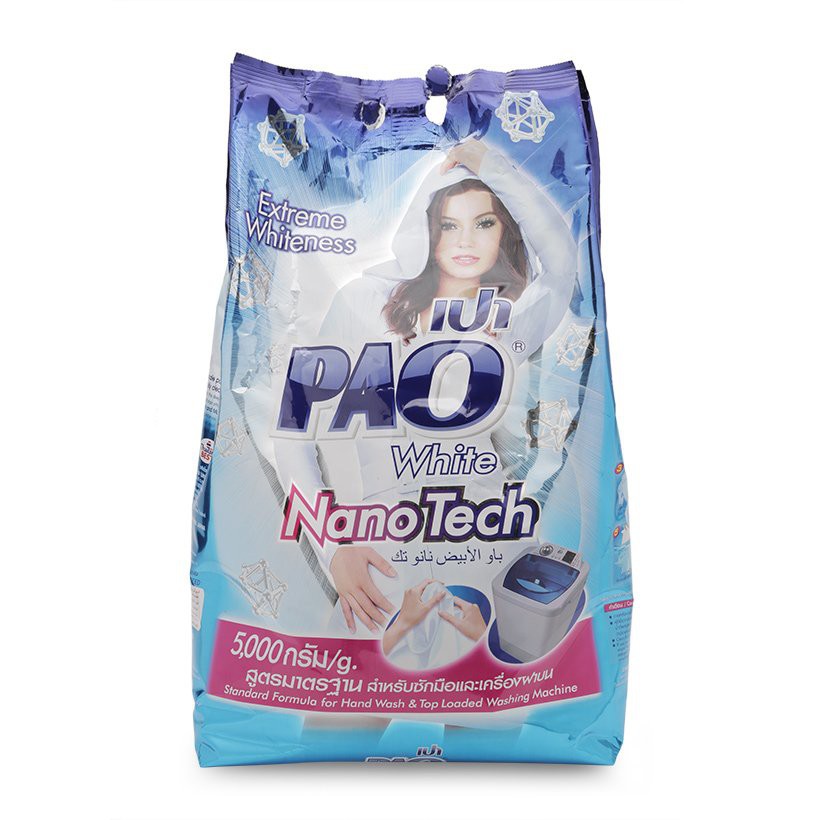 Extreme
Whiteness
เปา
PAO®
White
Nano Tech
باو الأبيض نانو تك
5,000 กรัม/g.
สูตรมาตรฐาน สำหรับซักมือและเครื่องฝาบน
Standard Formula for Hand Wash & Top Loaded Washing Machine
เปา
PAO